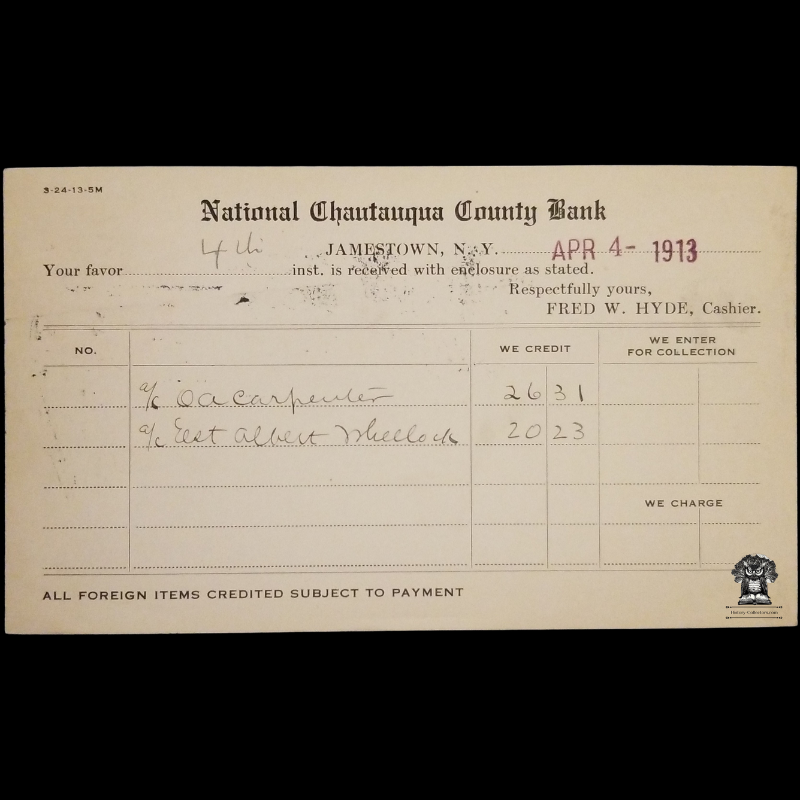 3-24-13-5M
National Chautauqua County Bank
JAMESTOWN, N. Y. APR 4- 1913
Your favor 4th inst. is received with enclosure as stated.
Respectfully yours,
FRED W. HYDE, Cashier.
NO. WE CREDIT WE ENTER FOR COLLECTION
a/c O a Carpenter 26 31
a/c Est Albert Wheelock 20 23
WE CHARGE
ALL FOREIGN ITEMS CREDITED SUBJECT TO PAYMENT